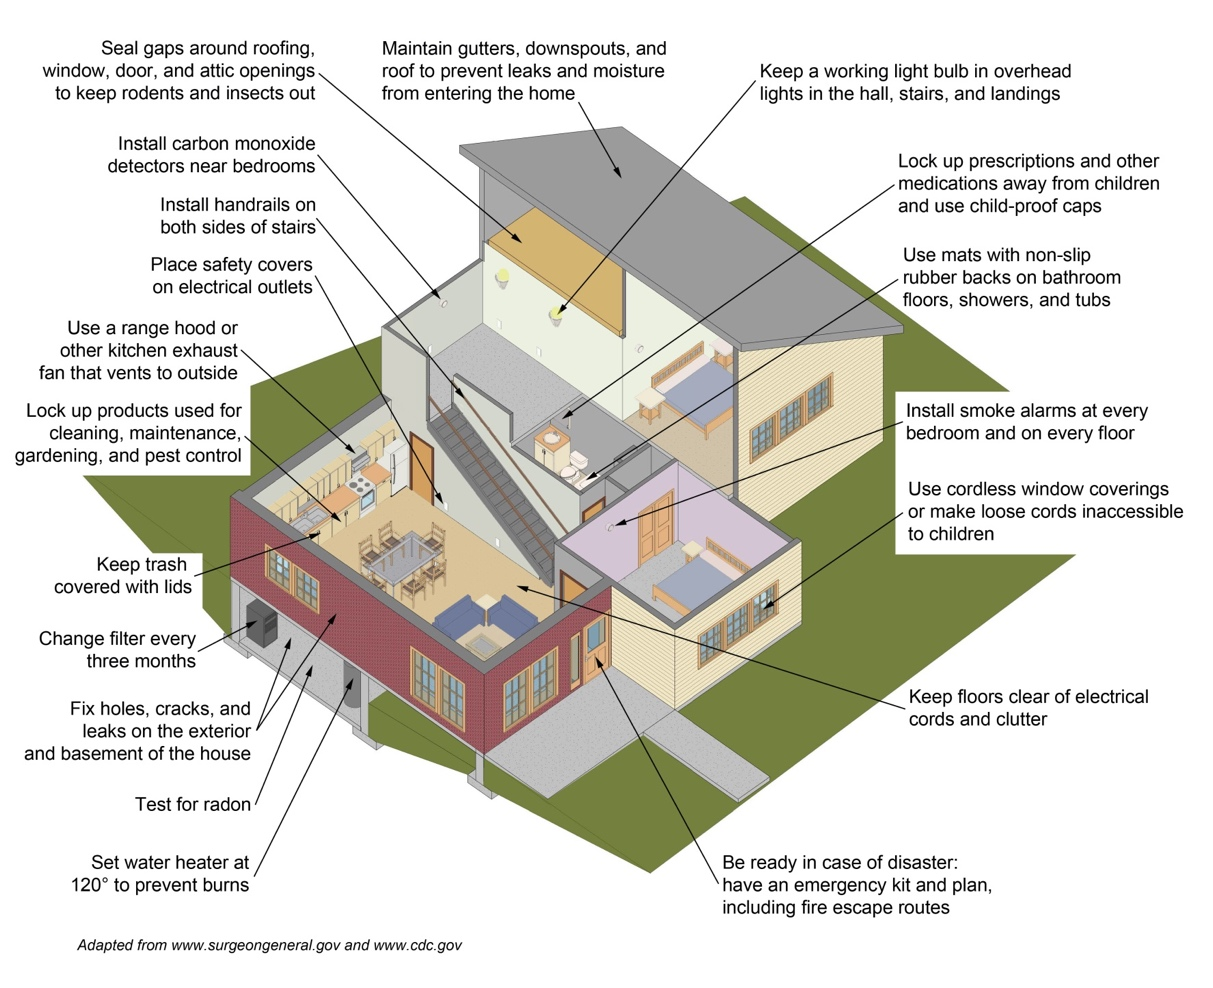 Seal gaps around roofing,
window, door, and attic openings
to keep rodents and insects out
Maintain gutters, downspouts, and
roof to prevent leaks and moisture
from entering the home
Keep a working light bulb in overhead
lights in the hall, stairs, and landings
Install carbon monoxide
detectors near bedrooms
Lock up prescriptions and other
medications away from children
and use child-proof caps
Install handrails on
both sides of stairs
Use mats with non-slip
rubber backs on bathroom
floors, showers, and tubs
Place safety covers
on electrical outlets
Use a range hood or
other kitchen exhaust
fan that vents to outside
Lock up products used for
cleaning, maintenance,
gardening, and pest control
Install smoke alarms at every
bedroom and on every floor
Use cordless window coverings
or make loose cords inaccessible
to children
Keep trash
covered with lids
Change filter every
three months
Keep floors clear of electrical
cords and clutter
Fix holes, cracks, and
leaks on the exterior
and basement of the house
Test for radon
Set water heater at
120° to prevent burns
Be ready in case of disaster:
have an emergency kit and plan,
including fire escape routes
Adapted from www.surgeongeneral.gov and www.cdc.gov